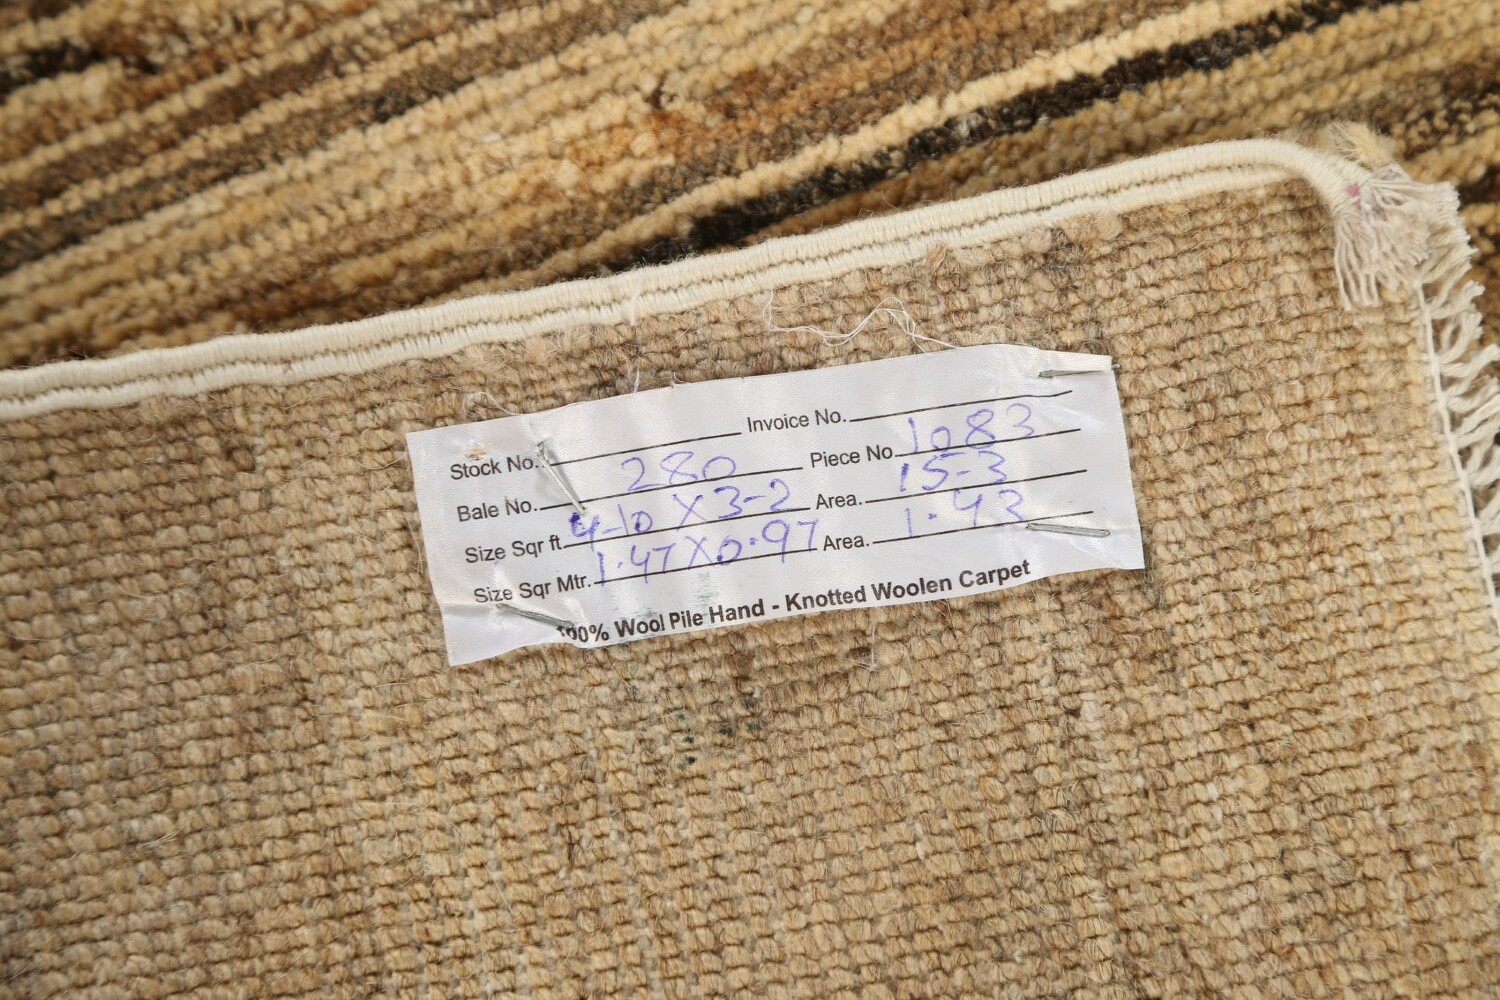 Stock No. Invoice No.
Bale No. 280 Piece No. 1083
Size Sqr ft. 4-10 X 3-2 Area. 15-3
Size Sqr Mtr. 1.47 X 0.97 Area. 1.43
100% Wool Pile Hand - Knotted Woolen Carpet